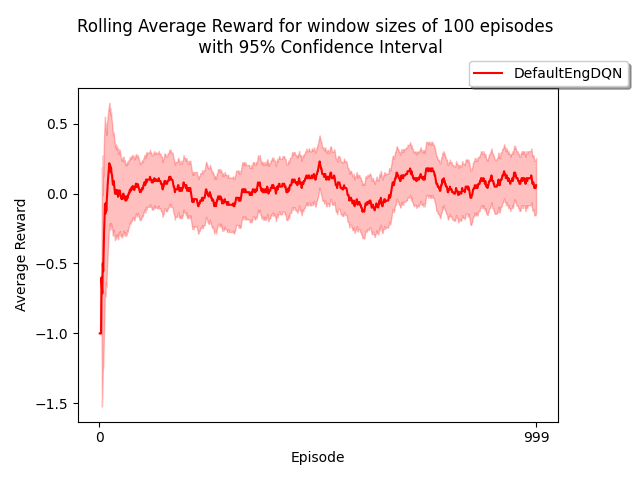 Rolling Average Reward for window sizes of 100 episodes
with 95% Confidence Interval
DefaultEngDQN
0.5
0.0
−0.5
−1.0
−1.5
Average Reward
0
999
Episode